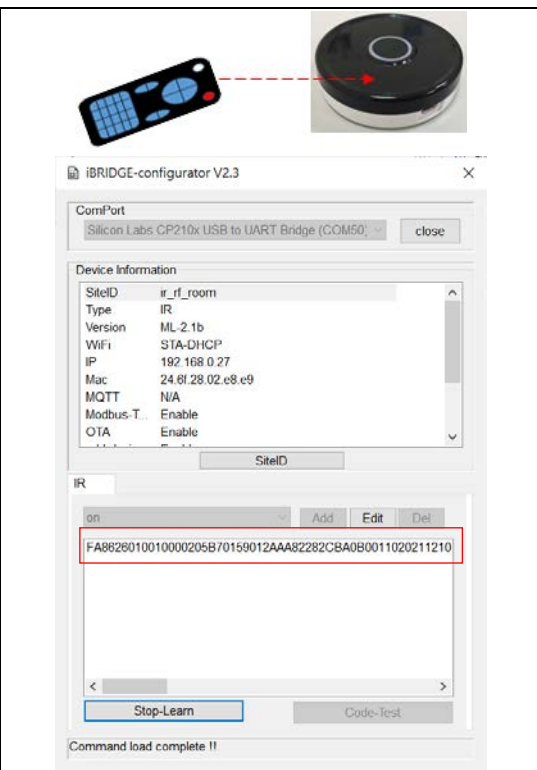 iBRIDGE-configurator V2.3
ComPort
Silicon Labs CP210x USB to UART Bridge (COM50;
close
Device Information
SiteID ir_rf_room
Type IR
Version ML-2.1b
WiFi STA-DHCP
IP 192.168.0.27
Mac 24.6f.28.02.e8.e9
MQTT N/A
Modbus-T... Enable
OTA Enable
SiteID
IR
on
Add Edit Del
FA8626010010000205B70159012AAA82282CBA0B0011020211210
Stop-Learn
Code-Test
Command load complete !!